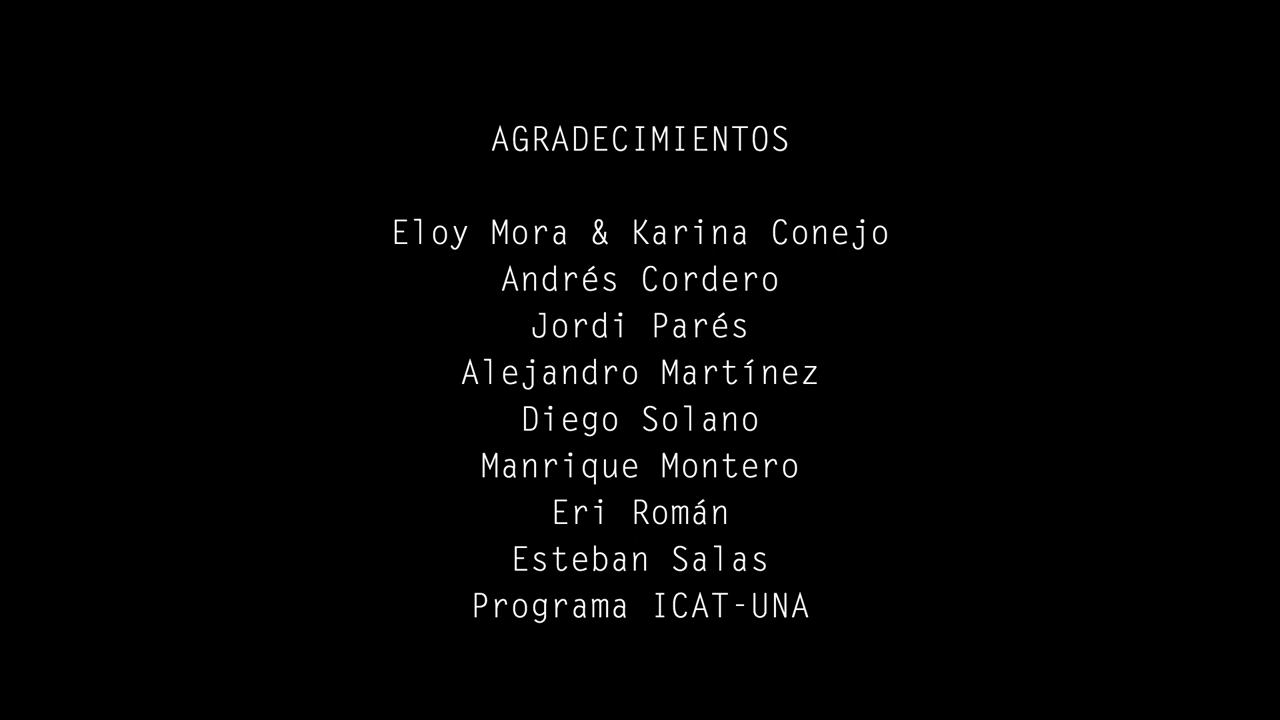 AGRADECIMIENTOS
Eloy Mora & Karina Conejo
Andrés Cordero
Jordi Parés
Alejandro Martínez
Diego Solano
Manrique Montero
Eri Román
Esteban Salas
Programa ICAT-UNA